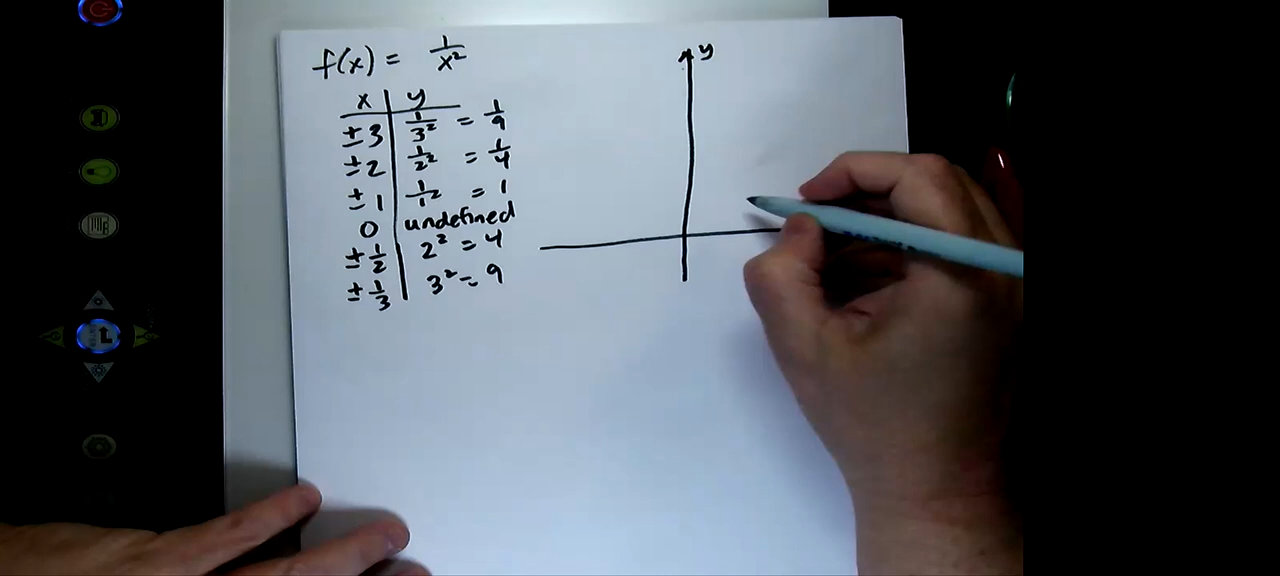 f(x) = 1/x²
x | y
±3 | 1/3² = 1/9
±2 | 1/2² = 1/4
±1 | 1/1² = 1
0 | undefined
±1/2 | 2² = 4
±1/3 | 3² = 9
y